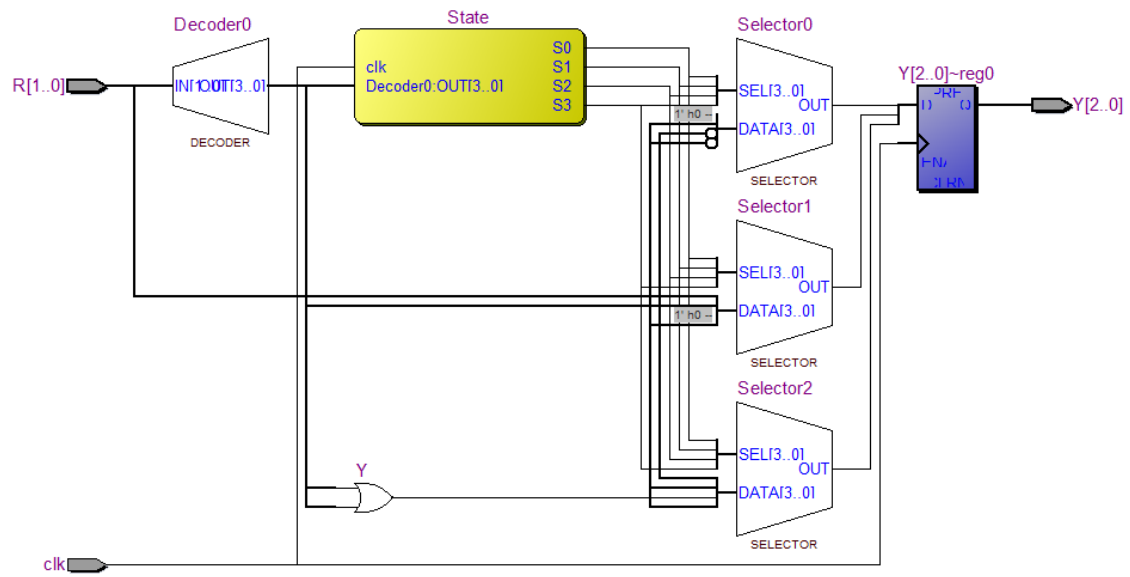 State
Decoder0
Selector0
Y[2..0]~reg0
S0
S1
S2
S3
clk
Decoder0:OUT[3..0]
R[1..0]
DECODER
SEL[3..0]
OUT
1' h0 --
DATA[3..0]
SELECTOR
D
Q
Y[2..0]
Selector1
SEL[3..0]
OUT
DATA[3..0]
1' h0 --
SELECTOR
Selector2
SEL[3..0]
OUT
DATA[3..0]
SELECTOR
Y
clk